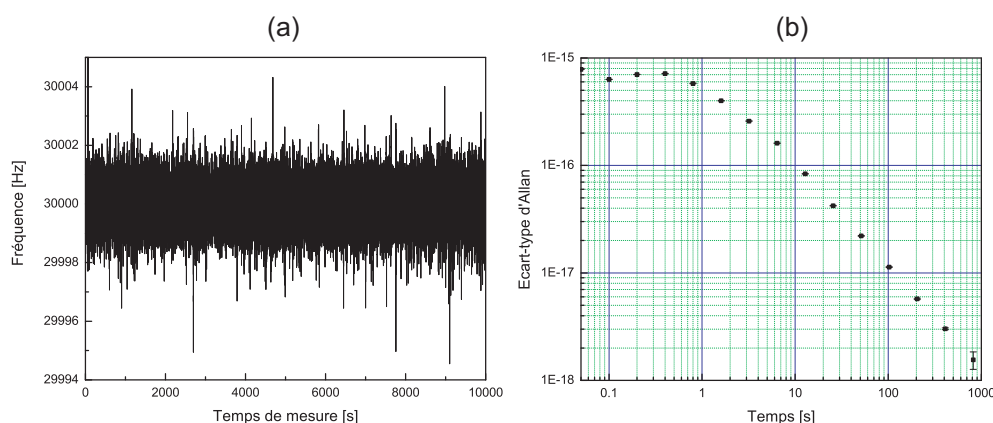 (a)
30004
30002
30000
29998
29996
29994
Fréquence [Hz]
0
2000
4000
6000
8000
10000
Temps de mesure [s]
(b)
1E-15
1E-16
1E-17
1E-18
Ecart-type d'Allan
0.1
1
10
100
1000
Temps [s]